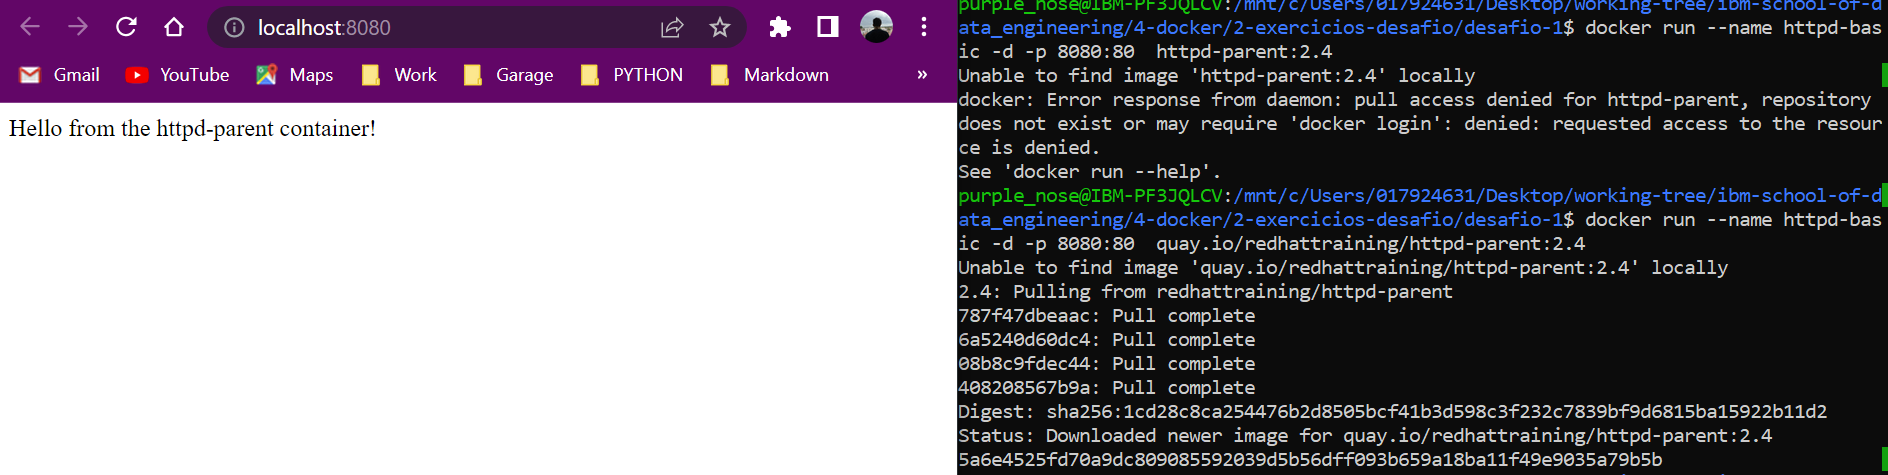 localhost:8080
Gmail YouTube Maps Work Garage PYTHON Markdown »
Hello from the httpd-parent container!
purple_nose@IBM-PF3JQLCV:/mnt/c/Users/017924631/Desktop/working-tree/ibm-school-of-d
ata_engineering/4-docker/2-exercicios-desafio/desafio-1$ docker run --name httpd-bas
ic -d -p 8080:80  httpd-parent:2.4
Unable to find image 'httpd-parent:2.4' locally
docker: Error response from daemon: pull access denied for httpd-parent, repository
does not exist or may require 'docker login': denied: requested access to the resour
ce is denied.
See 'docker run --help'.
purple_nose@IBM-PF3JQLCV:/mnt/c/Users/017924631/Desktop/working-tree/ibm-school-of-d
ata_engineering/4-docker/2-exercicios-desafio/desafio-1$ docker run --name httpd-bas
ic -d -p 8080:80  quay.io/redhattraining/httpd-parent:2.4
Unable to find image 'quay.io/redhattraining/httpd-parent:2.4' locally
2.4: Pulling from redhattraining/httpd-parent
787f47dbeaac: Pull complete
6a5240d60dc4: Pull complete
08b8c9fdec44: Pull complete
408208567b9a: Pull complete
Digest: sha256:1cd28c8ca254476b2d8505bcf41b3d598c3f232c7839bf9d6815ba15922b11d2
Status: Downloaded newer image for quay.io/redhattraining/httpd-parent:2.4
5a6e4525fd70a9dc809085592039d5b56dff093b659a18ba11f49e9035a79b5b